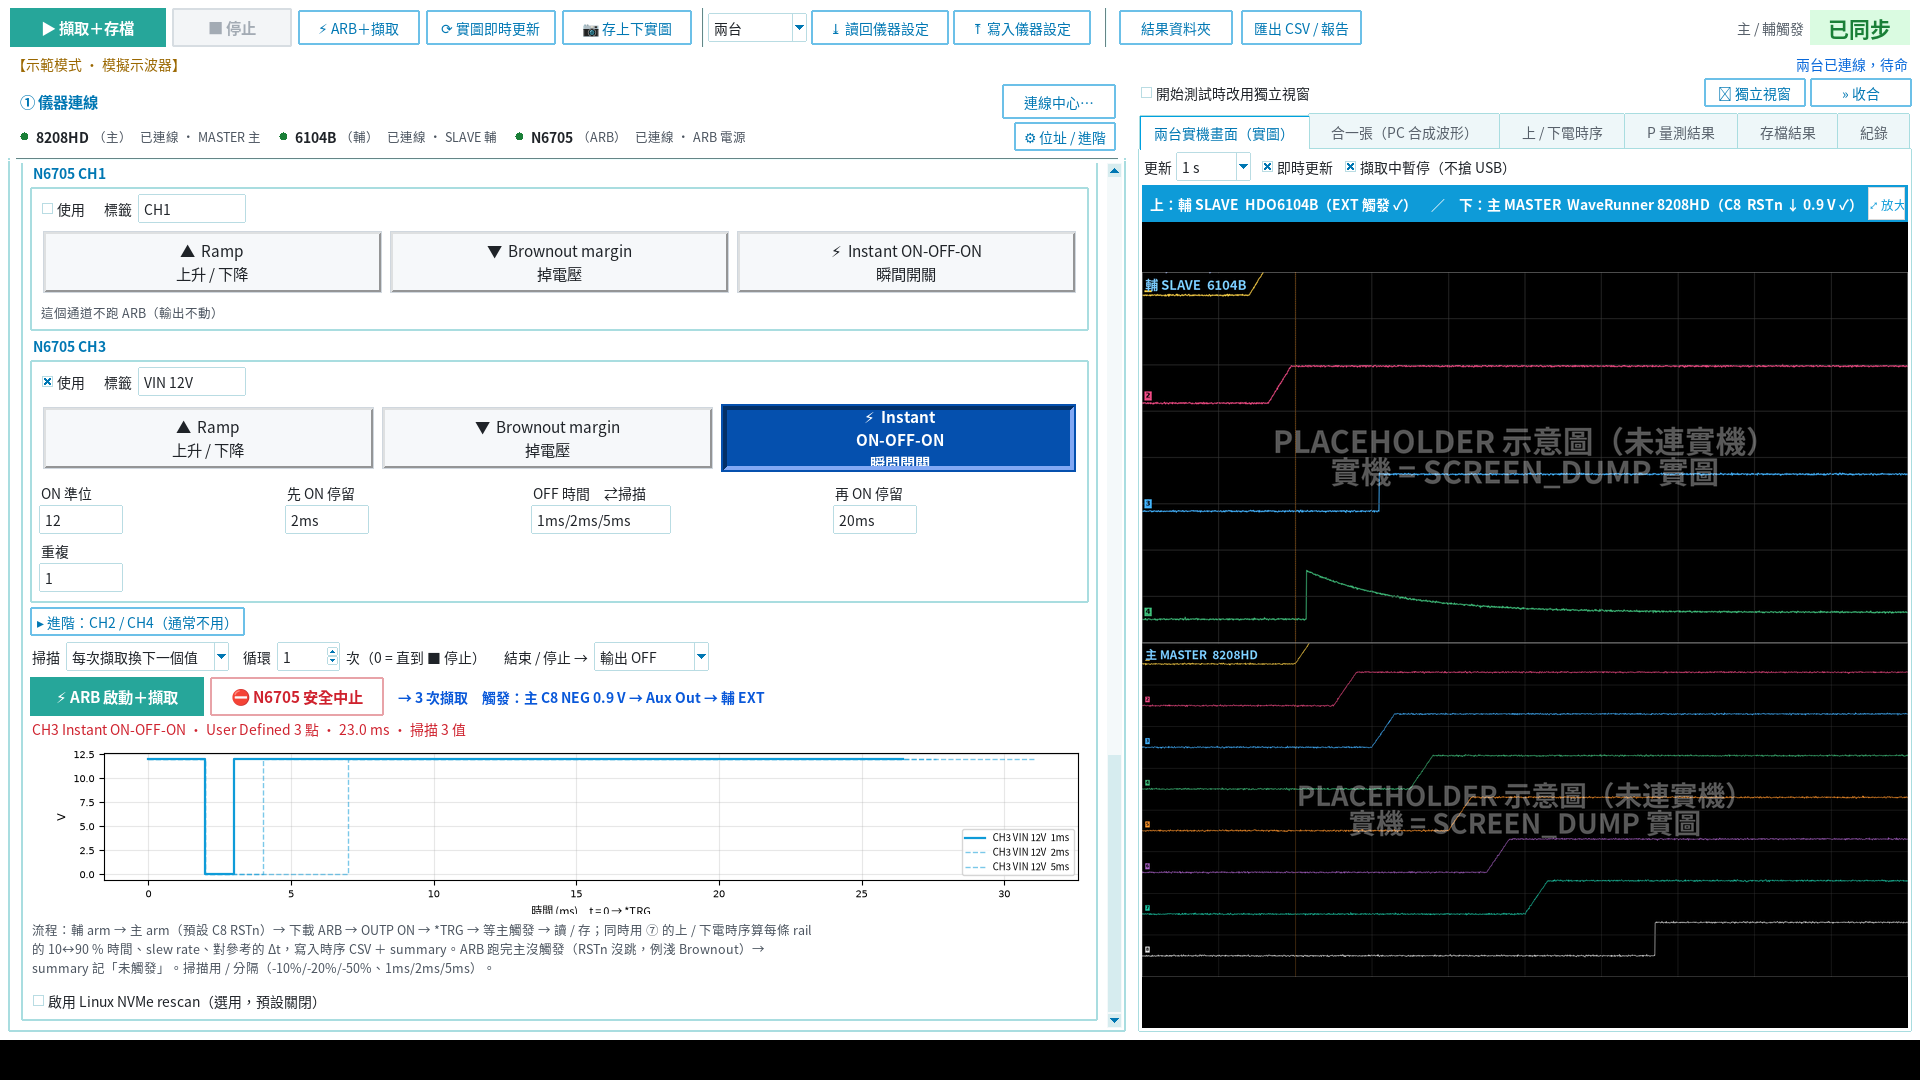 ▶ 擷取＋存檔
■ 停止
⚡ ARB＋擷取
⟳ 實圖即時更新
📷 存上下實圖
兩台
⤓ 讀回儀器設定
⤒ 寫入儀器設定
結果資料夾
匯出 CSV / 報告
主 / 輔觸發
已同步
【示範模式 · 模擬示波器】
兩台已連線，待命
① 儀器連線
連線中心…
8208HD （主） 已連線 · MASTER 主
6104B （輔） 已連線 · SLAVE 輔
N6705 （ARB） 已連線 · ARB 電源
⚙ 位址 / 進階
N6705 CH1
使用
標籤
CH1
▲ Ramp
上升 / 下降
▼ Brownout margin
掉電壓
⚡ Instant ON-OFF-ON
瞬間開關
這個通道不跑 ARB（輸出不動）
N6705 CH3
使用
標籤
VIN 12V
▲ Ramp
上升 / 下降
▼ Brownout margin
掉電壓
⚡ Instant
ON-OFF-ON
瞬間開關
ON 準位
先 ON 停留
OFF 時間 ⇄掃描
再 ON 停留
12
2ms
1ms/2ms/5ms
20ms
重複
1
▸ 進階：CH2 / CH4（通常不用）
掃描
每次擷取換下一個值
循環
1
次（0 = 直到 ■ 停止）
結束 / 停止 →
輸出 OFF
⚡ ARB 啟動＋擷取
⛔ N6705 安全中止
→ 3 次擷取 觸發：主 C8 NEG 0.9 V → Aux Out → 輔 EXT
CH3 Instant ON-OFF-ON · User Defined 3 點 · 23.0 ms · 掃描 3 值
12.5
10.0
7.5
5.0
2.5
0.0
V
CH3 VIN 12V 1ms
CH3 VIN 12V 2ms
CH3 VIN 12V 5ms
0 5 10 15 20 25 30
時間 (ms) t = 0 → *TRG
流程：輔 arm → 主 arm（預設 C8 RSTn）→ 下載 ARB → OUTP ON → *TRG → 等主觸發 → 讀 / 存；同時用 ⑦ 的上 / 下電時序算每條 rail
的 10↔90 % 時間、slew rate、對參考的 Δt，寫入時序 CSV ＋ summary。ARB 跑完主沒觸發（RSTn 沒跳，例淺 Brownout）→
summary 記「未觸發」。掃描用 / 分隔（-10%/-20%/-50%、1ms/2ms/5ms）。
啟用 Linux NVMe rescan（選用，預設關閉）
開始測試時改用獨立視窗
獨立視窗
» 收合
兩台實機畫面（實圖）
合一張（PC 合成波形）
上 / 下電時序
P 量測結果
存檔結果
紀錄
更新
1 s
即時更新
擷取中暫停（不搶 USB）
上：輔 SLAVE HDO6104B（EXT 觸發 ✓） ／ 下：主 MASTER WaveRunner 8208HD（C8 RSTn ↓ 0.9 V ✓）
⤢ 放大
輔 SLAVE 6104B
2
3
4
PLACEHOLDER 示意圖（未連實機）
實機 = SCREEN_DUMP 實圖
主 MASTER 8208HD
PLACEHOLDER 示意圖（未連實機）
實機 = SCREEN_DUMP 實圖